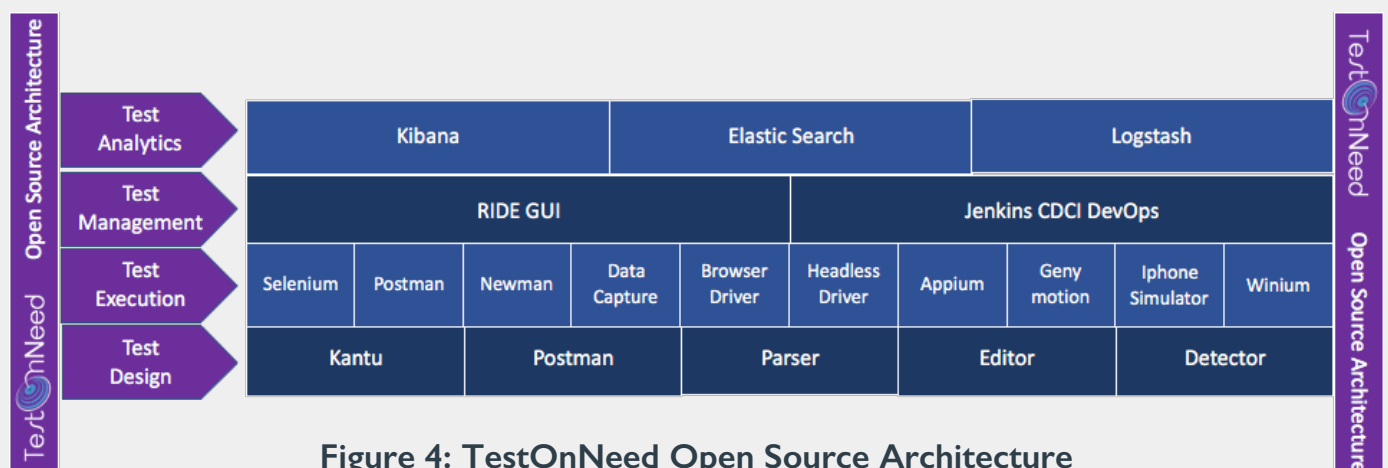 TestOnNeed Open Source Architecture
Test
Analytics
Kibana
Elastic Search
Logstash
Test
Management
RIDE GUI
Jenkins CDCI DevOps
Test
Execution
Selenium
Postman
Newman
Data
Capture
Browser
Driver
Headless
Driver
Appium
Geny
motion
Iphone
Simulator
Winium
Test
Design
Kantu
Postman
Parser
Editor
Detector
TestOnNeed Open Source Architecture
Figure 4: TestOnNeed Open Source Architecture